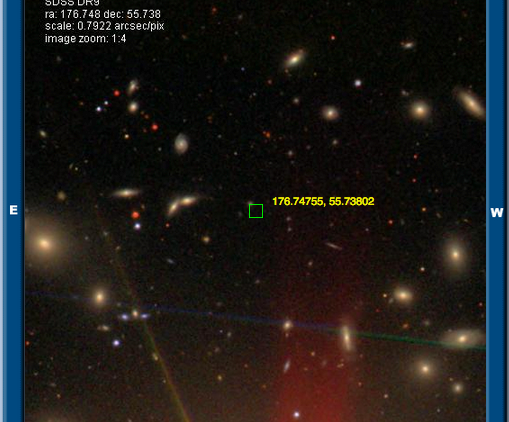 SDSS DR9
ra: 176.748 dec: 55.738
scale: 0.7922 arcsec/pix
image zoom: 1:4
176.74755, 55.73802
E
W